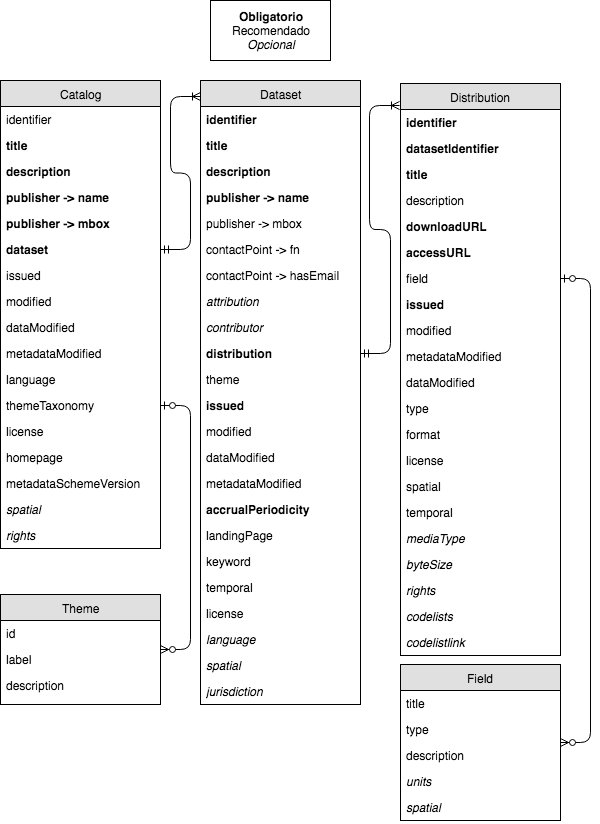 Obligatorio
Recomendado
Opcional
Catalog
identifier
title
description
publisher -> name
publisher -> mbox
dataset
issued
modified
dataModified
metadataModified
language
themeTaxonomy
license
homepage
metadataSchemeVersion
spatial
rights
Theme
id
label
description
Dataset
identifier
title
description
publisher -> name
publisher -> mbox
contactPoint -> fn
contactPoint -> hasEmail
attribution
contributor
distribution
theme
issued
modified
dataModified
metadataModified
accrualPeriodicity
landingPage
keyword
temporal
license
language
spatial
jurisdiction
Distribution
identifier
datasetIdentifier
title
description
downloadURL
accessURL
field
issued
modified
metadataModified
dataModified
type
format
license
spatial
temporal
mediaType
byteSize
rights
codelists
codelistlink
Field
title
type
description
units
spatial